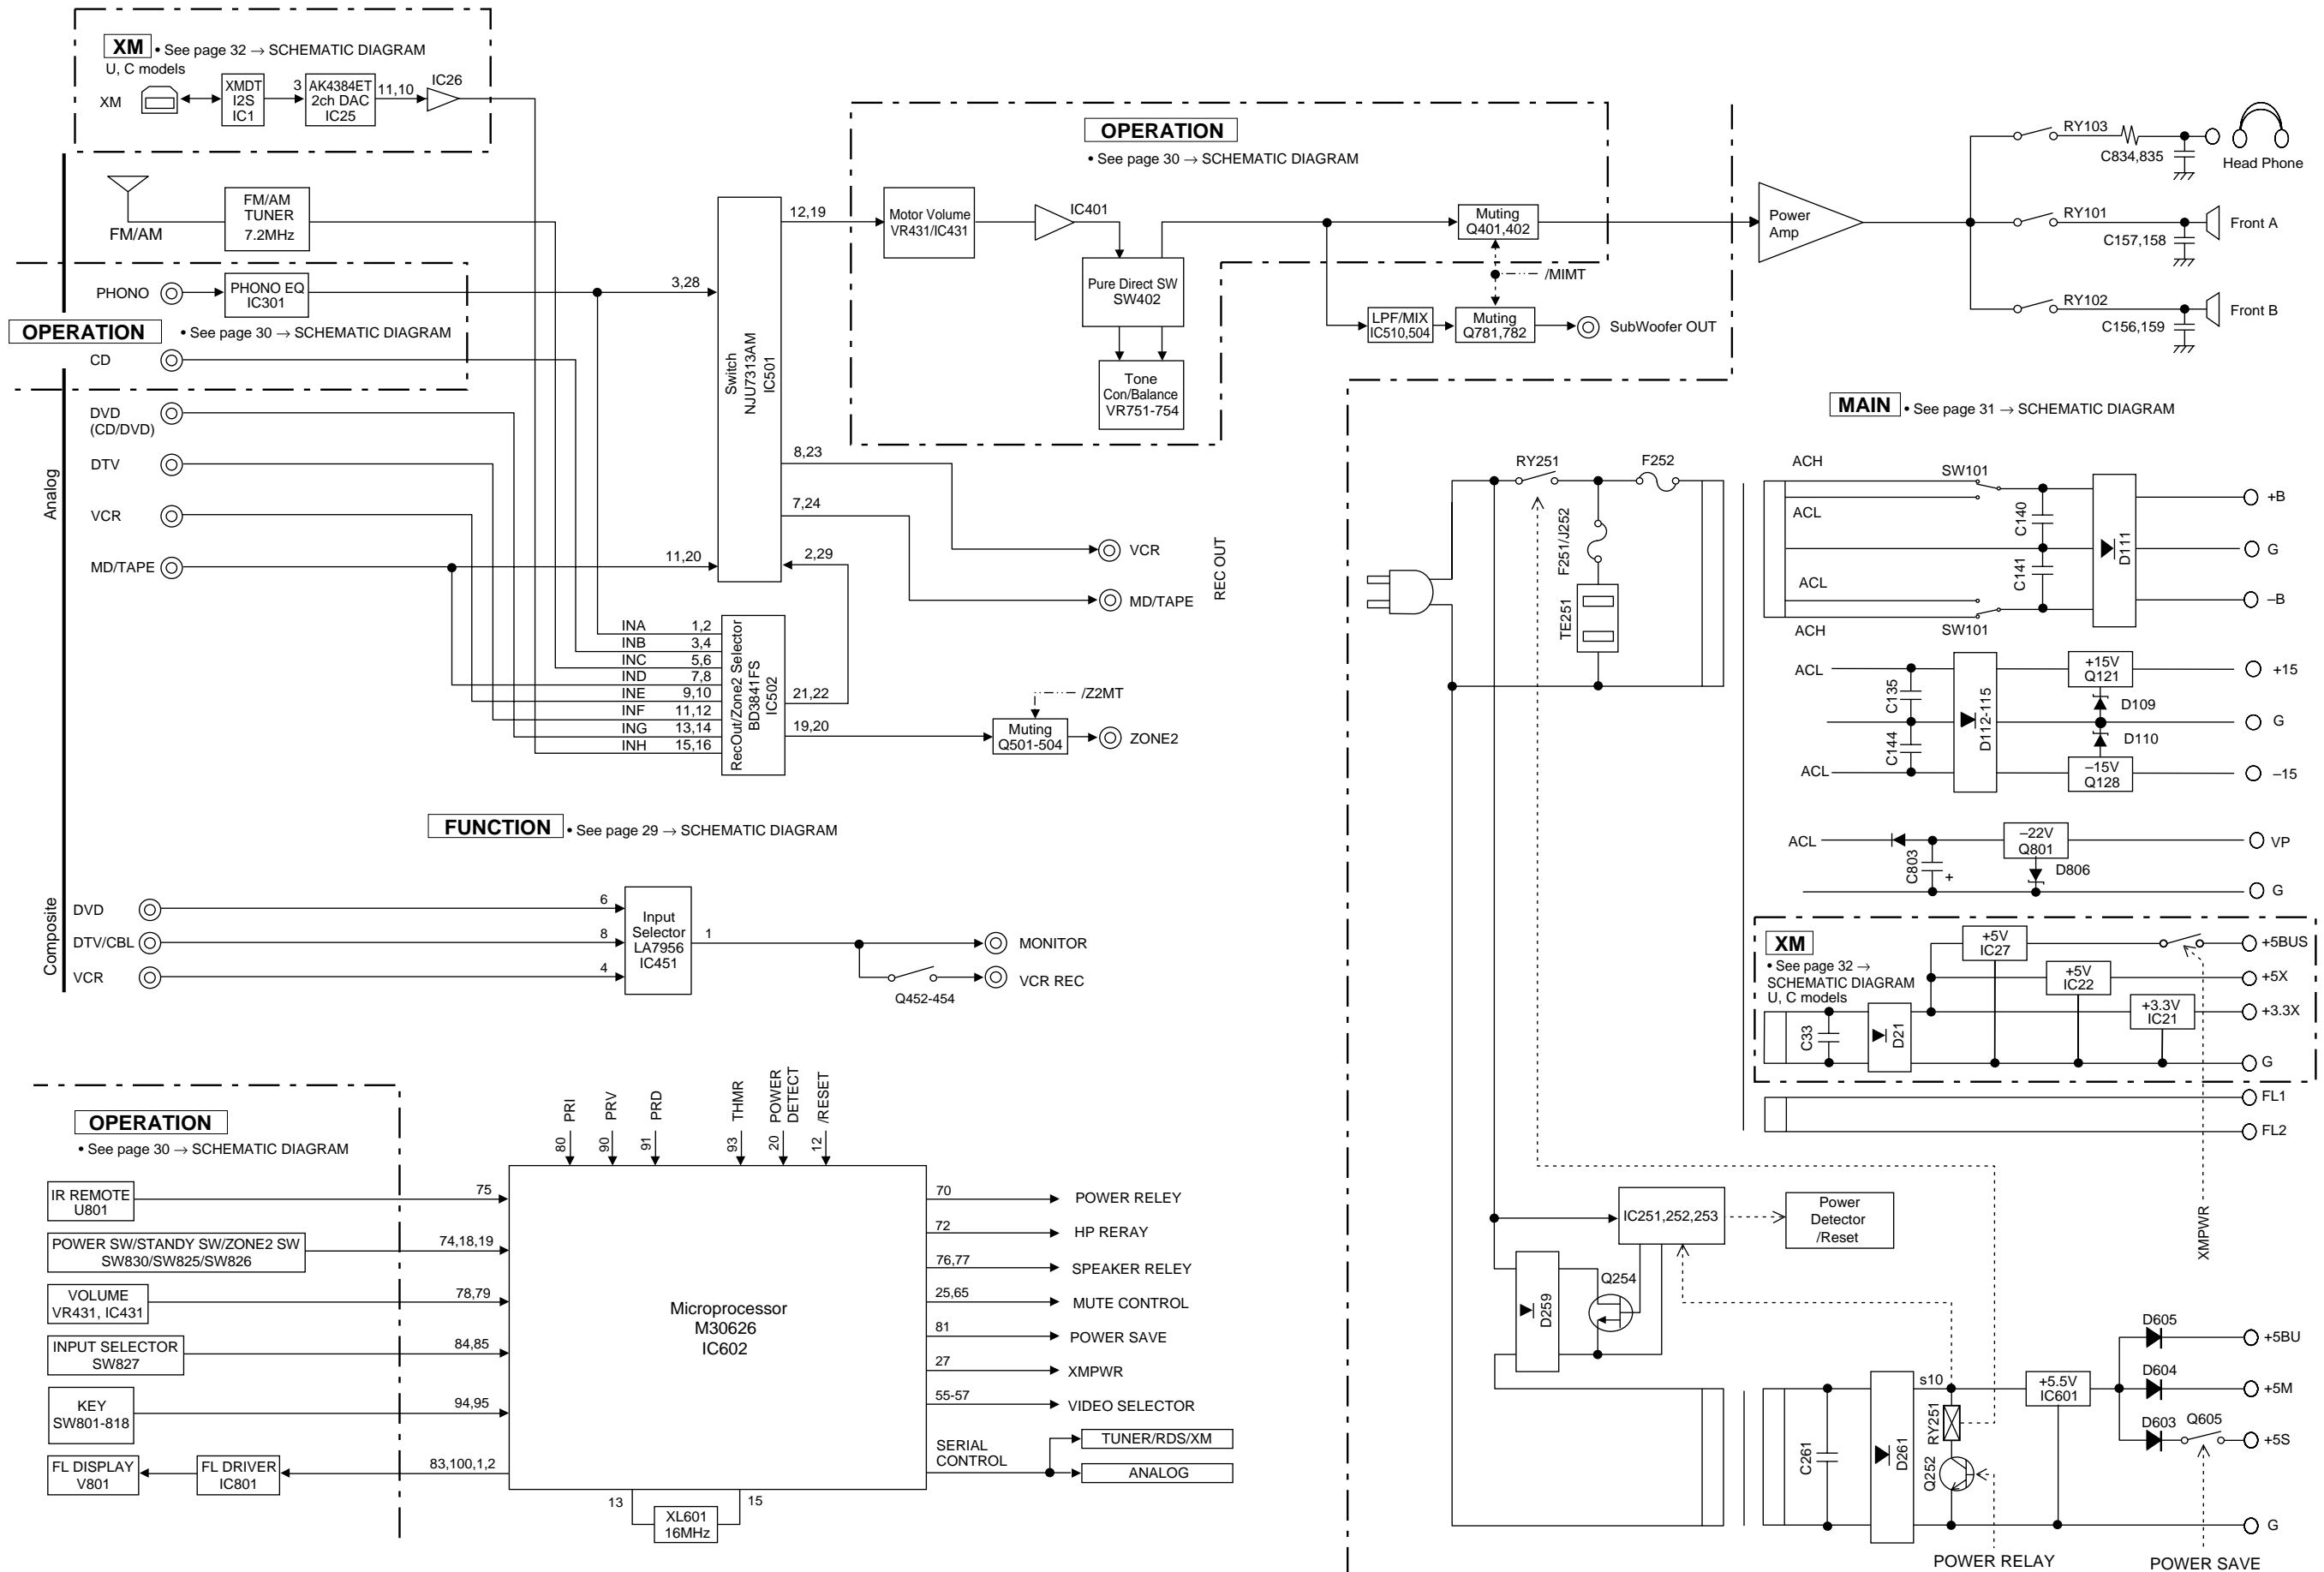 XM • See page 32 → SCHEMATIC DIAGRAM
U, C models
XM
XMDT
I2S
IC1
3
AK4384ET
2ch DAC
IC25
11,10
IC26
FM/AM
FM/AM
TUNER
7.2MHz
PHONO
PHONO EQ
IC301
OPERATION • See page 30 → SCHEMATIC DIAGRAM
CD
Analog
DVD
(CD/DVD)
DTV
VCR
MD/TAPE
3,28
11,20
Switch
NJU7313AM
IC501
12,19
8,23
7,24
2,29
VCR
MD/TAPE
REC OUT
INA 1,2
INB 3,4
INC 5,6
IND 7,8
INE 9,10
INF 11,12
ING 13,14
INH 15,16
RecOut/Zone2 Selector
BD3841FS
IC502
21,22
19,20
/Z2MT
Muting
Q501-504
ZONE2
OPERATION
• See page 30 → SCHEMATIC DIAGRAM
Motor Volume
VR431/IC431
IC401
Pure Direct SW
SW402
Tone
Con/Balance
VR751-754
Muting
Q401,402
/MIMT
LPF/MIX
IC510,504
Muting
Q781,782
SubWoofer OUT
Power
Amp
RY103
C834,835
Head Phone
RY101
C157,158
Front A
RY102
C156,159
Front B
FUNCTION • See page 29 → SCHEMATIC DIAGRAM
Composite
DVD
DTV/CBL
VCR
6
8
4
Input
Selector
LA7956
IC451
1
MONITOR
VCR REC
Q452-454
OPERATION
• See page 30 → SCHEMATIC DIAGRAM
IR REMOTE
U801
75
POWER SW/STANDY SW/ZONE2 SW
SW830/SW825/SW826
74,18,19
VOLUME
VR431, IC431
78,79
INPUT SELECTOR
SW827
84,85
KEY
SW801-818
94,95
FL DISPLAY
V801
FL DRIVER
IC801
83,100,1,2
80 PRI
90 PRV
91 PRD
93 THMR
20 POWER
DETECT
12 /RESET
Microprocessor
M30626
IC602
13
XL601
16MHz
15
70 POWER RELEY
72 HP RERAY
76,77 SPEAKER RELEY
25,65 MUTE CONTROL
81 POWER SAVE
27 XMPWR
55-57 VIDEO SELECTOR
SERIAL
CONTROL
TUNER/RDS/XM
ANALOG
MAIN • See page 31 → SCHEMATIC DIAGRAM
RY251
F252
F251/J252
TE251
ACH
SW101
ACL
C140
C141
D111
ACL
ACH
SW101
+B
G
–B
ACL
C135
C144
ACL
D112-115
+15V
Q121
D109
D110
–15V
Q128
+15
G
–15
ACL
C803
+
–22V
Q801
D806
VP
G
XM
• See page 32 →
SCHEMATIC DIAGRAM
U, C models
C33
D21
+5V
IC27
+5V
IC22
+3.3V
IC21
+5BUS
+5X
+3.3X
G
FL1
FL2
XMPWR
IC251,252,253
Power
Detector
/Reset
D259
Q254
C261
D261
s10
RY251
Q252
+5.5V
IC601
D605
D604
D603
Q605
+5BU
+5M
+5S
G
POWER RELAY
POWER SAVE